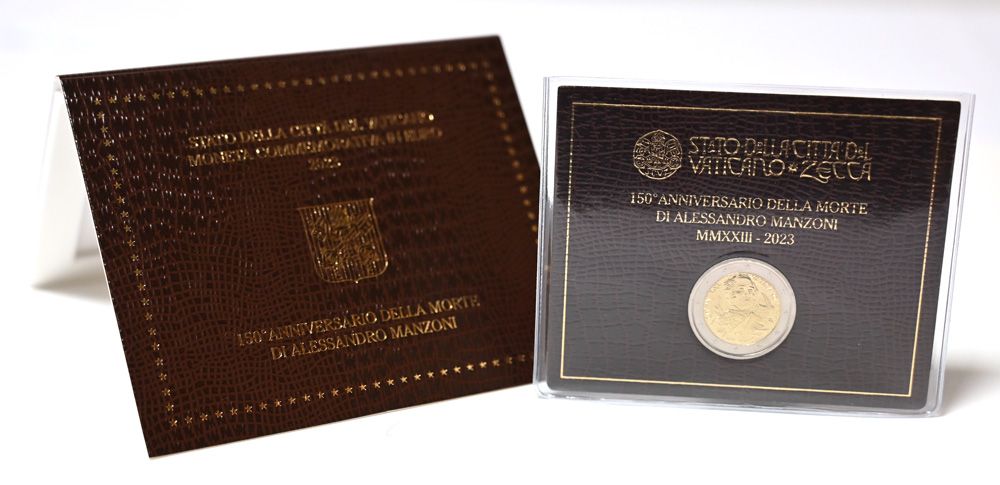 STATO DELLA CITTÀ DEL VATICANO
MONETA COMMEMORATIVA IN EURO
2023
150°ANNIVERSARIO DELLA MORTE
DI ALESSANDRO MANZONI
STATO DELLA CITTÀ DEL
VATICANO ZECCA
150°ANNIVERSARIO DELLA MORTE
DI ALESSANDRO MANZONI
MMXXIII - 2023